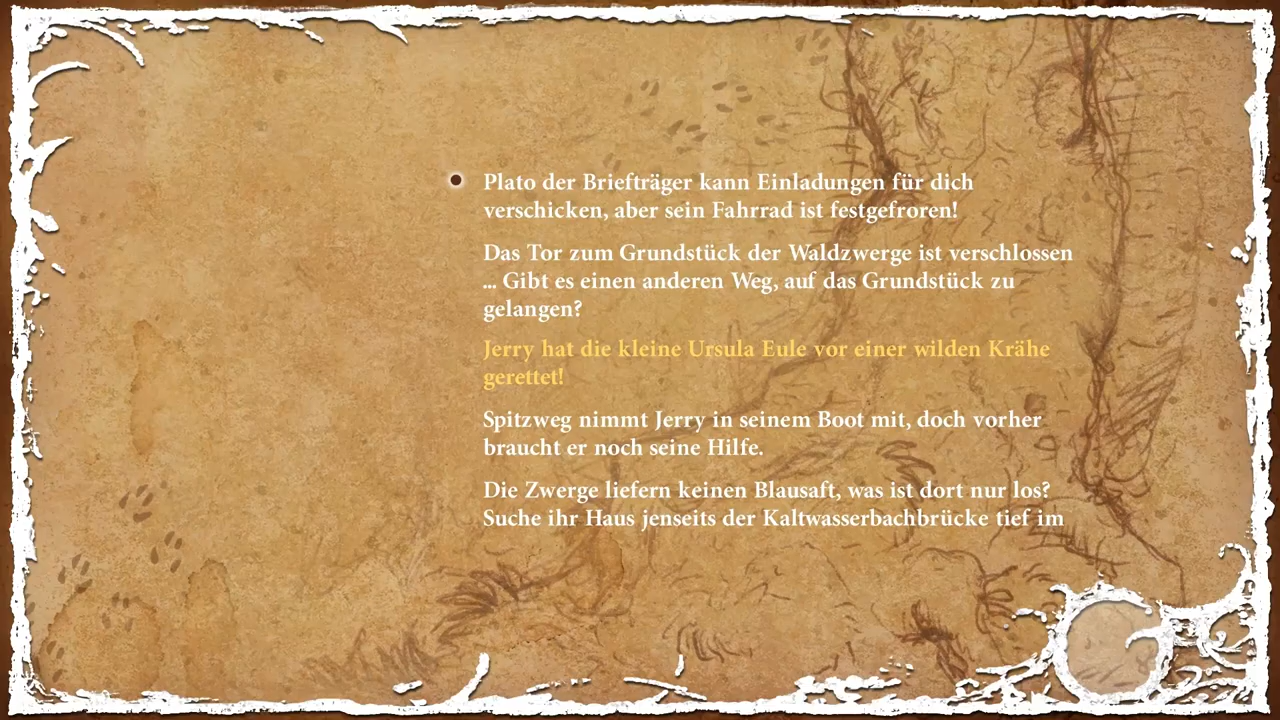 Plato der Briefträger kann Einladungen für dich
verschicken, aber sein Fahrrad ist festgefroren!
Das Tor zum Grundstück der Waldzwerge ist verschlossen
... Gibt es einen anderen Weg, auf das Grundstück zu
gelangen?
Jerry hat die kleine Ursula Eule vor einer wilden Krähe
gerettet!
Spitzweg nimmt Jerry in seinem Boot mit, doch vorher
braucht er noch seine Hilfe.
Die Zwerge liefern keinen Blausaft, was ist dort nur los?
Suche ihr Haus jenseits der Kaltwasserbachbrücke tief im